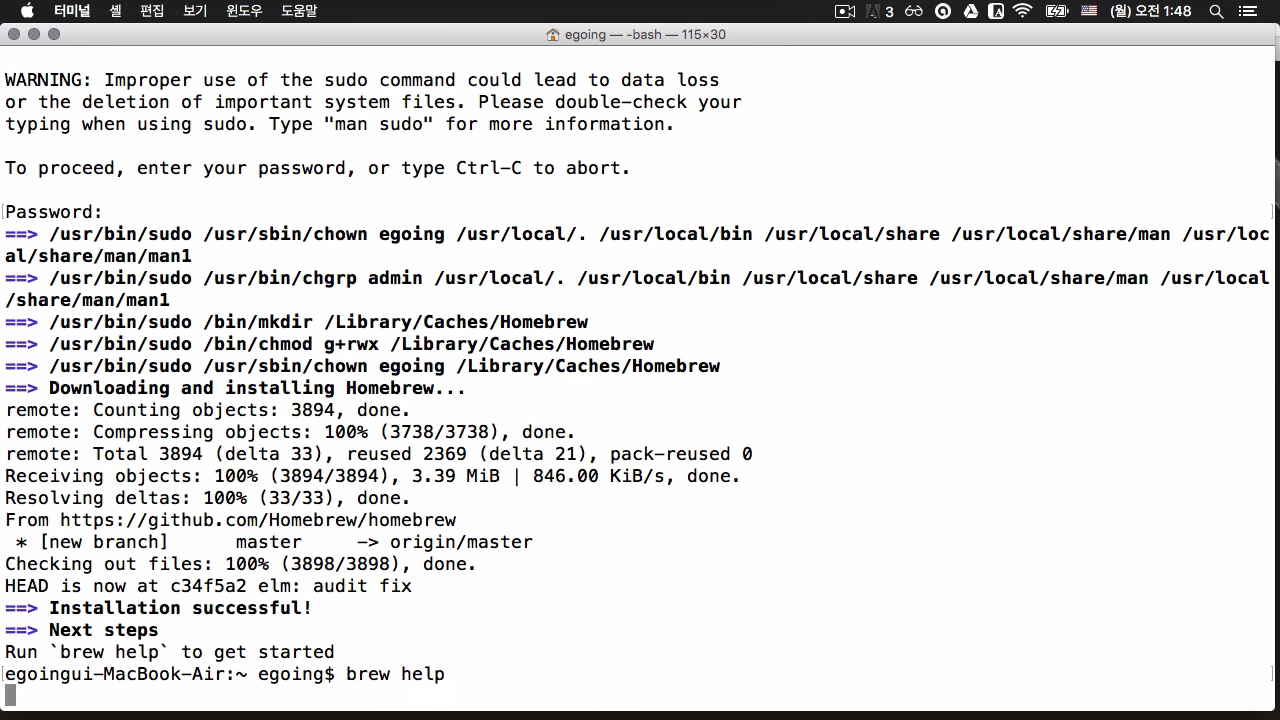 터미널 셸 편집 보기 윈도우 도움말 3 (월) 오전 1:48
egoing — -bash — 115×30
WARNING: Improper use of the sudo command could lead to data loss
or the deletion of important system files. Please double-check your
typing when using sudo. Type "man sudo" for more information.
To proceed, enter your password, or type Ctrl-C to abort.
Password:
==> /usr/bin/sudo /usr/sbin/chown egoing /usr/local/. /usr/local/bin /usr/local/share /usr/local/share/man /usr/loc
al/share/man/man1
==> /usr/bin/sudo /usr/bin/chgrp admin /usr/local/. /usr/local/bin /usr/local/share /usr/local/share/man /usr/local
/share/man/man1
==> /usr/bin/sudo /bin/mkdir /Library/Caches/Homebrew
==> /usr/bin/sudo /bin/chmod g+rwx /Library/Caches/Homebrew
==> /usr/bin/sudo /usr/sbin/chown egoing /Library/Caches/Homebrew
==> Downloading and installing Homebrew...
remote: Counting objects: 3894, done.
remote: Compressing objects: 100% (3738/3738), done.
remote: Total 3894 (delta 33), reused 2369 (delta 21), pack-reused 0
Receiving objects: 100% (3894/3894), 3.39 MiB | 846.00 KiB/s, done.
Resolving deltas: 100% (33/33), done.
From https://github.com/Homebrew/homebrew
 * [new branch]      master     -> origin/master
Checking out files: 100% (3898/3898), done.
HEAD is now at c34f5a2 elm: audit fix
==> Installation successful!
==> Next steps
Run `brew help` to get started
egoingui-MacBook-Air:~ egoing$ brew help